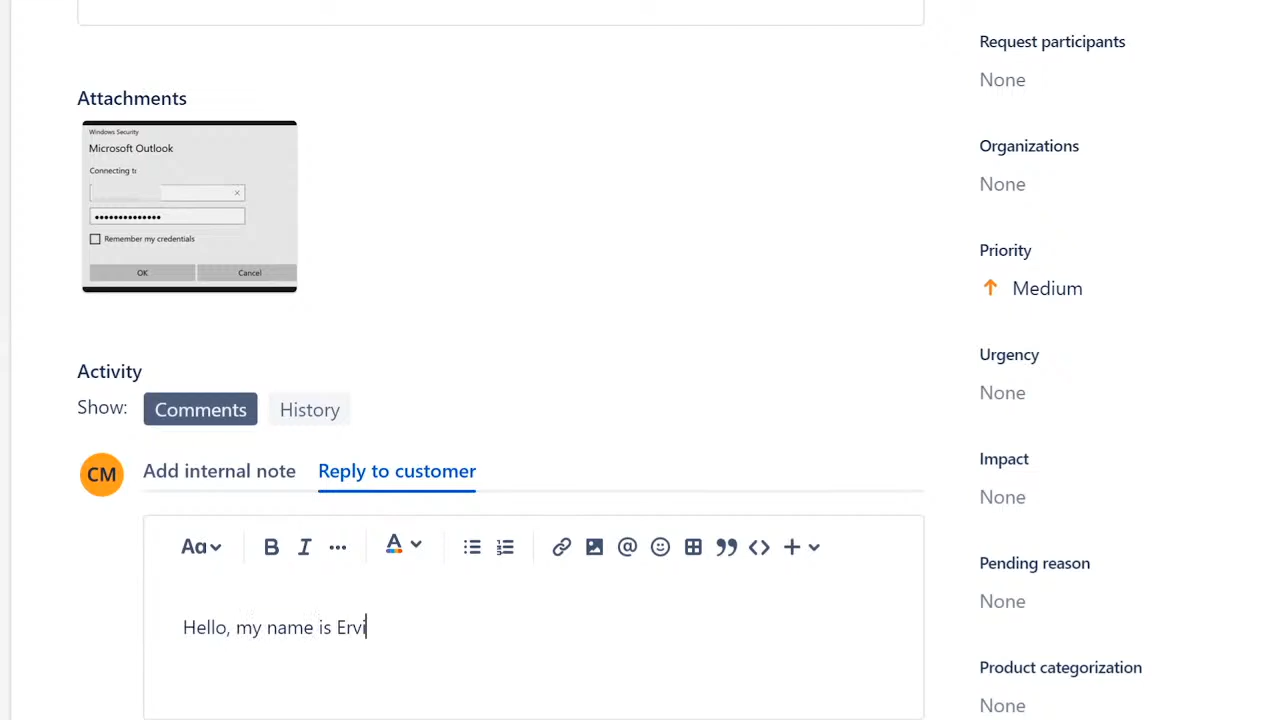 Request participants
None
Attachments
Windows Security
Microsoft Outlook
Connecting to
Remember my credentials
OK Cancel
Organizations
None
Priority
Medium
Urgency
None
Activity
Show: Comments History
Impact
None
CM Add internal note Reply to customer
Aa B I ... A
Pending reason
None
Hello, my name is Ervi
Product categorization
None